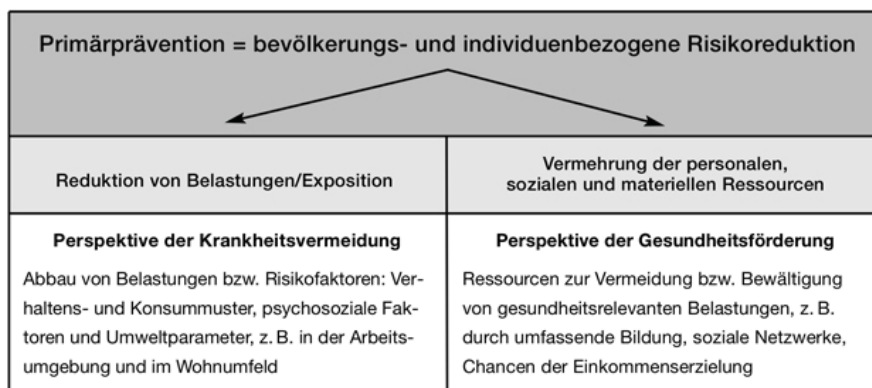 Primärprävention = bevölkerungs- und individuenbezogene Risikoreduktion
Reduktion von Belastungen/Exposition
Vermehrung der personalen,
sozialen und materiellen Ressourcen
Perspektive der Krankheitsvermeidung
Abbau von Belastungen bzw. Risikofaktoren: Ver-
haltens- und Konsummuster, psychosoziale Fak-
toren und Umweltparameter, z. B. in der Arbeits-
umgebung und im Wohnumfeld
Perspektive der Gesundheitsförderung
Ressourcen zur Vermeidung bzw. Bewältigung
von gesundheitsrelevanten Belastungen, z. B.
durch umfassende Bildung, soziale Netzwerke,
Chancen der Einkommenserzielung